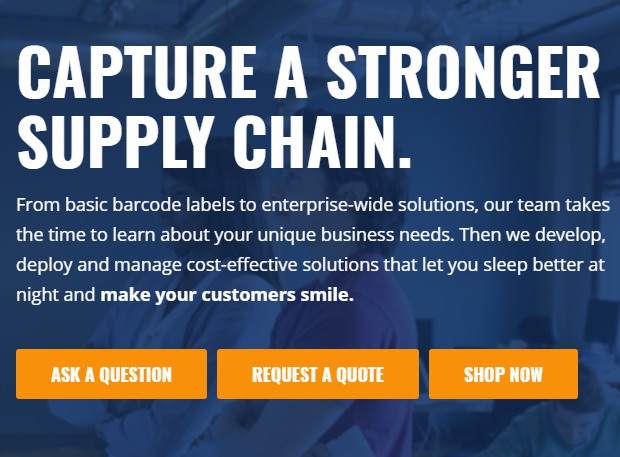 CAPTURE A STRONGER
SUPPLY CHAIN.
From basic barcode labels to enterprise-wide solutions, our team takes
the time to learn about your unique business needs. Then we develop,
deploy and manage cost-effective solutions that let you sleep better at
night and make your customers smile.
ASK A QUESTION REQUEST A QUOTE SHOP NOW